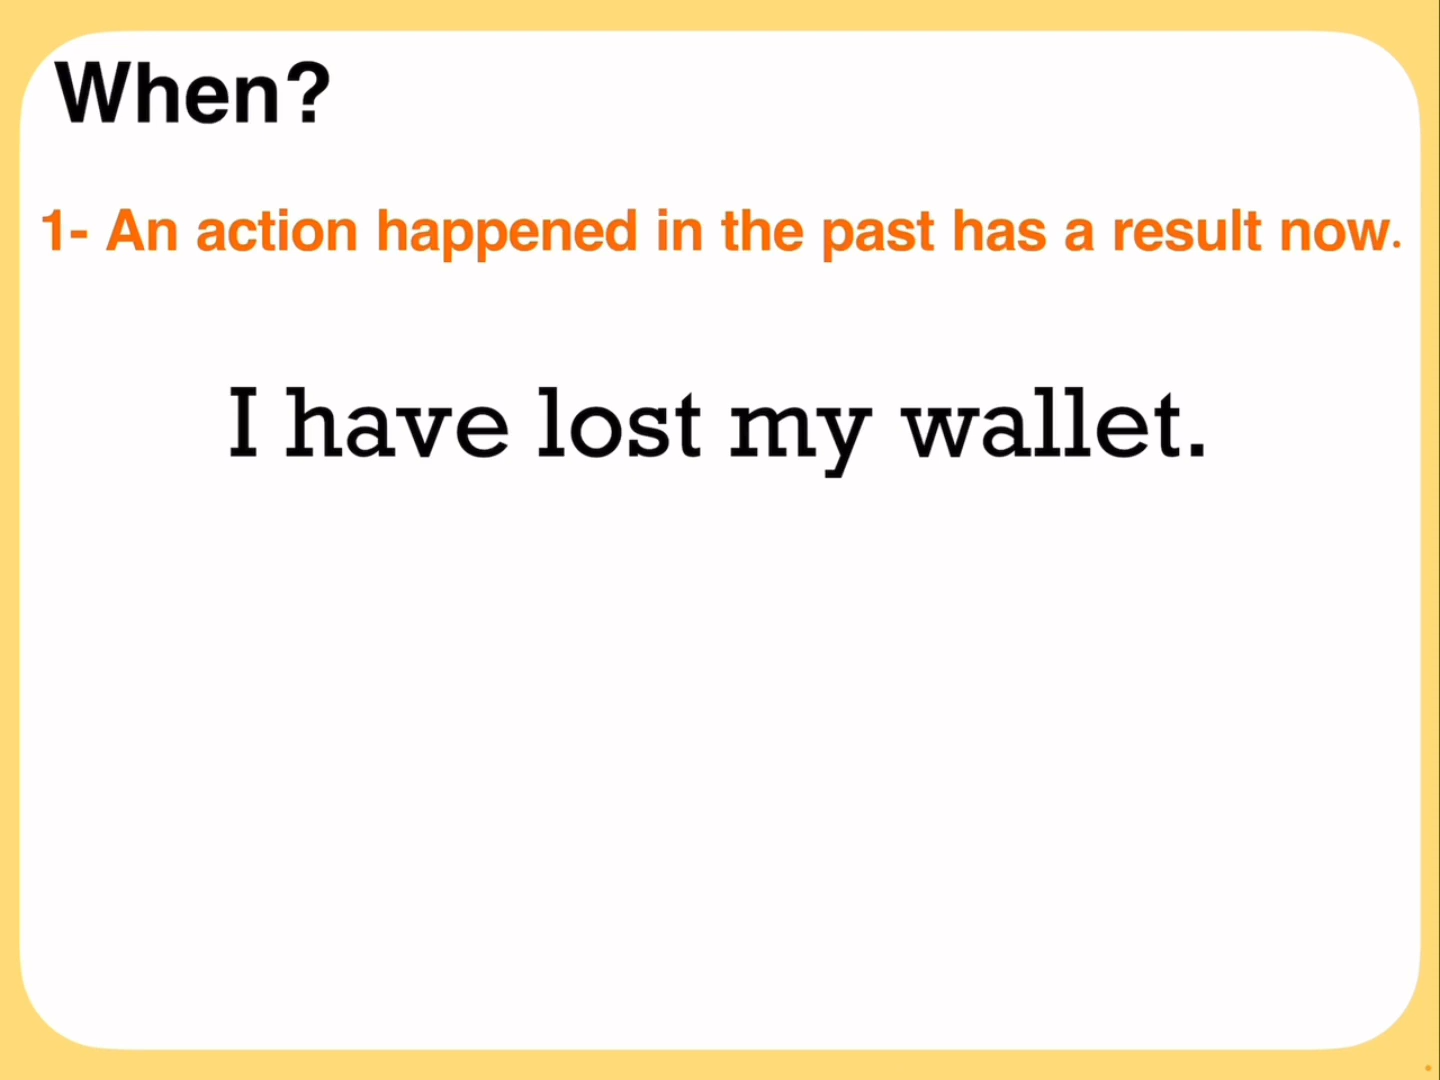 When?
1- An action happened in the past has a result now.
I have lost my wallet.